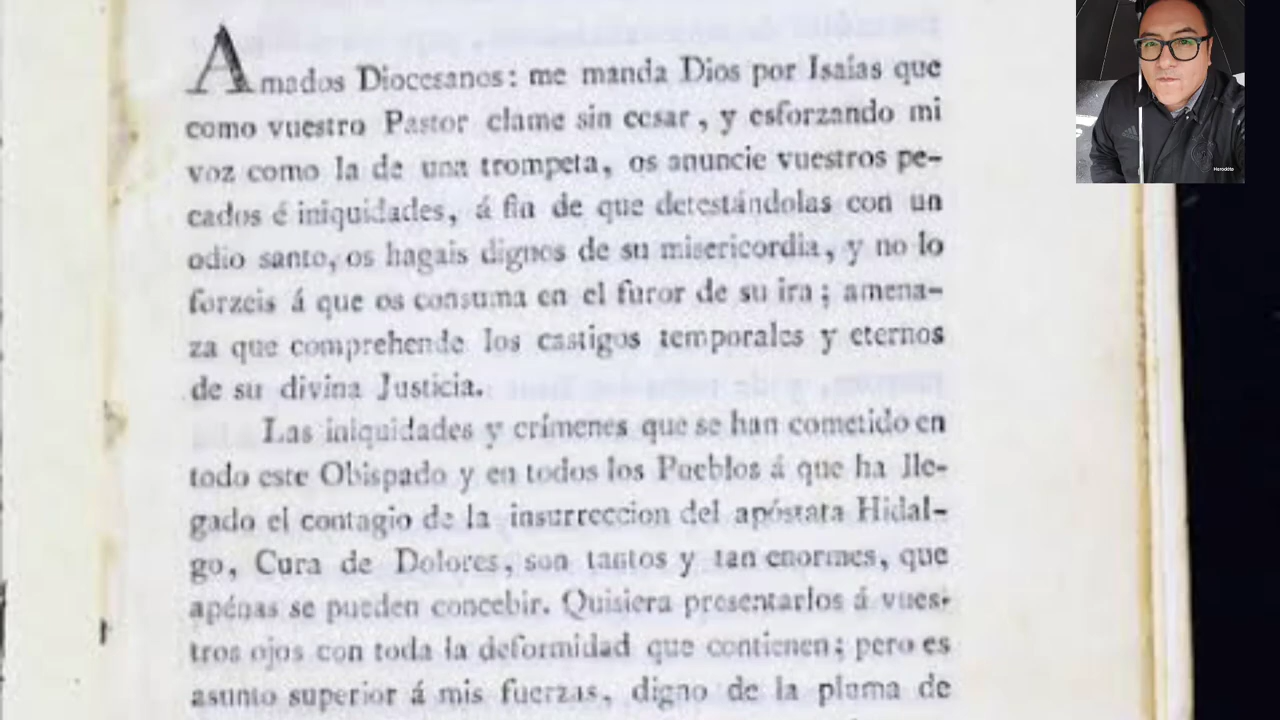 Amados Diocesanos: me manda Dios por Isaias que
como vuestro Pastor clame sin cesar, y esforzando mi
voz como la de una trompeta, os anuncie vuestros pe-
cados é iniquidades, á fin de que detestándolas con un
odio santo, os hagais dignos de su misericordia, y no lo
forzeis á que os consuma en el furor de su ira; amena-
za que comprehende los castigos temporales y eternos
de su divina Justicia.
Las iniquidades y crímenes que se han cometido en
todo este Obispado y en todos los Pueblos á que ha lle-
gado el contagio de la insurreccion del apóstata Hidal-
go, Cura de Dolores, son tantos y tan enormes, que
apénas se pueden concebir. Quisiera presentarlos á vues-
tros ojos con toda la deformidad que contienen; pero es
asunto superior á mis fuerzas, digno de la pluma de
Herodoto